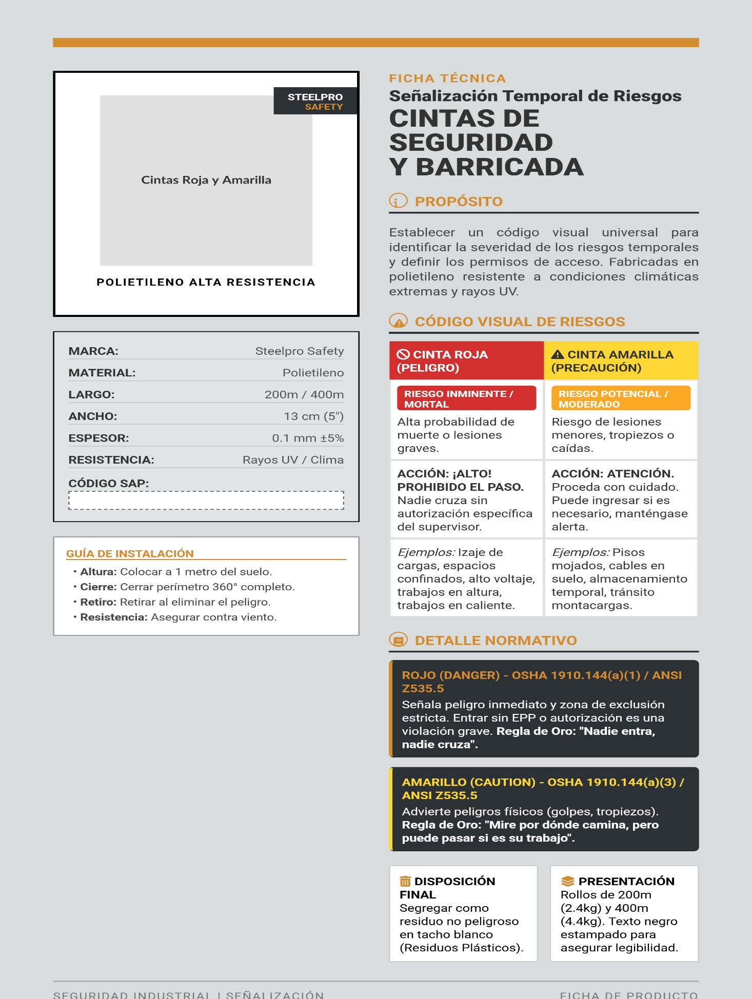 STEELPRO
SAFETY
Cintas Roja y Amarilla
POLIETILENO ALTA RESISTENCIA
MARCA: Steelpro Safety
MATERIAL: Polietileno
LARGO: 200m / 400m
ANCHO: 13 cm (5")
ESPESOR: 0.1 mm ±5%
RESISTENCIA: Rayos UV / Clima
CÓDIGO SAP:
GUÍA DE INSTALACIÓN
• Altura: Colocar a 1 metro del suelo.
• Cierre: Cerrar perímetro 360° completo.
• Retiro: Retirar al eliminar el peligro.
• Resistencia: Asegurar contra viento.
FICHA TÉCNICA
Señalización Temporal de Riesgos
CINTAS DE
SEGURIDAD
Y BARRICADA
PROPÓSITO
Establecer un código visual universal para
identificar la severidad de los riesgos temporales
y definir los permisos de acceso. Fabricadas en
polietileno resistente a condiciones climáticas
extremas y rayos UV.
CÓDIGO VISUAL DE RIESGOS
CINTA ROJA
(PELIGRO)
CINTA AMARILLA
(PRECAUCIÓN)
RIESGO INMINENTE /
MORTAL
Alta probabilidad de
muerte o lesiones
graves.
RIESGO POTENCIAL /
MODERADO
Riesgo de lesiones
menores, tropiezos o
caídas.
ACCIÓN: ¡ALTO!
PROHIBIDO EL PASO.
Nadie cruza sin
autorización específica
del supervisor.
ACCIÓN: ATENCIÓN.
Proceda con cuidado.
Puede ingresar si es
necesario, manténgase
alerta.
Ejemplos: Izaje de
cargas, espacios
confinados, alto voltaje,
trabajos en altura,
trabajos en caliente.
Ejemplos: Pisos
mojados, cables en
suelo, almacenamiento
temporal, tránsito
montacargas.
DETALLE NORMATIVO
ROJO (DANGER) - OSHA 1910.144(a)(1) / ANSI
Z535.5
Señala peligro inmediato y zona de exclusión
estricta. Entrar sin EPP o autorización es una
violación grave. Regla de Oro: "Nadie entra,
nadie cruza".
AMARILLO (CAUTION) - OSHA 1910.144(a)(3) /
ANSI Z535.5
Advierte peligros físicos (golpes, tropiezos).
Regla de Oro: "Mire por dónde camina, pero
puede pasar si es su trabajo".
DISPOSICIÓN
FINAL
Segregar como
residuo no peligroso
en tacho blanco
(Residuos Plásticos).
PRESENTACIÓN
Rollos de 200m
(2.4kg) y 400m
(4.4kg). Texto negro
estampado para
asegurar legibilidad.
SEGURIDAD INDUSTRIAL | SEÑALIZACIÓN
FICHA DE PRODUCTO